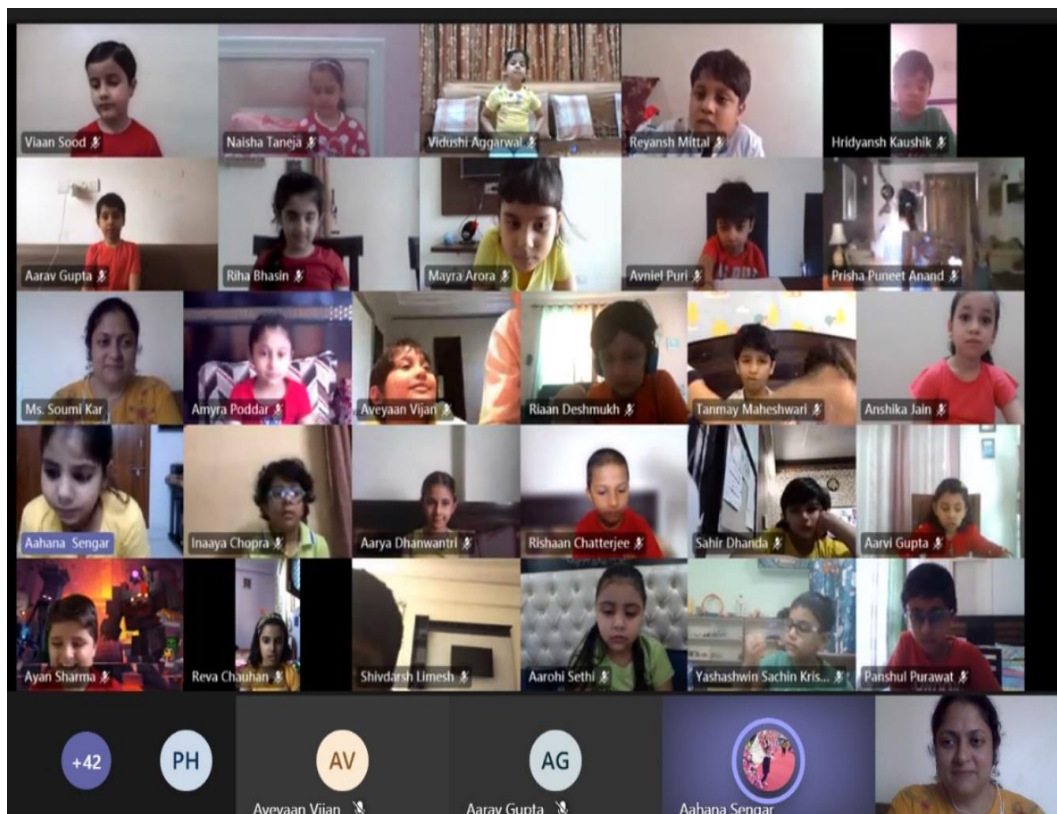 Viaan Sood
Naisha Taneja
Vidushi Aggarwal
Reyansh Mittal
Hridyansh Kaushik
Aarav Gupta
Riha Bhasin
Mayra Arora
Avniel Puri
Prisha Puneet Anand
Ms. Soumi Kar
Amyra Poddar
Aveyaan Vijan
Riaan Deshmukh
Tanmay Maheshwari
Anshika Jain
Aahana Sengar
Inaaya Chopra
Aarya Dhanwantri
Rishaan Chatterjee
Sahir Dhanda
Aarvi Gupta
Ayan Sharma
Reva Chauhan
Shivdarsh Limesh
Aarohi Sethi
Yashashwin Sachin Kris...
Panshul Purawat
+42
PH
AV
AG
Aveyaan Vijan
Aarav Gupta
Aahana Sengar